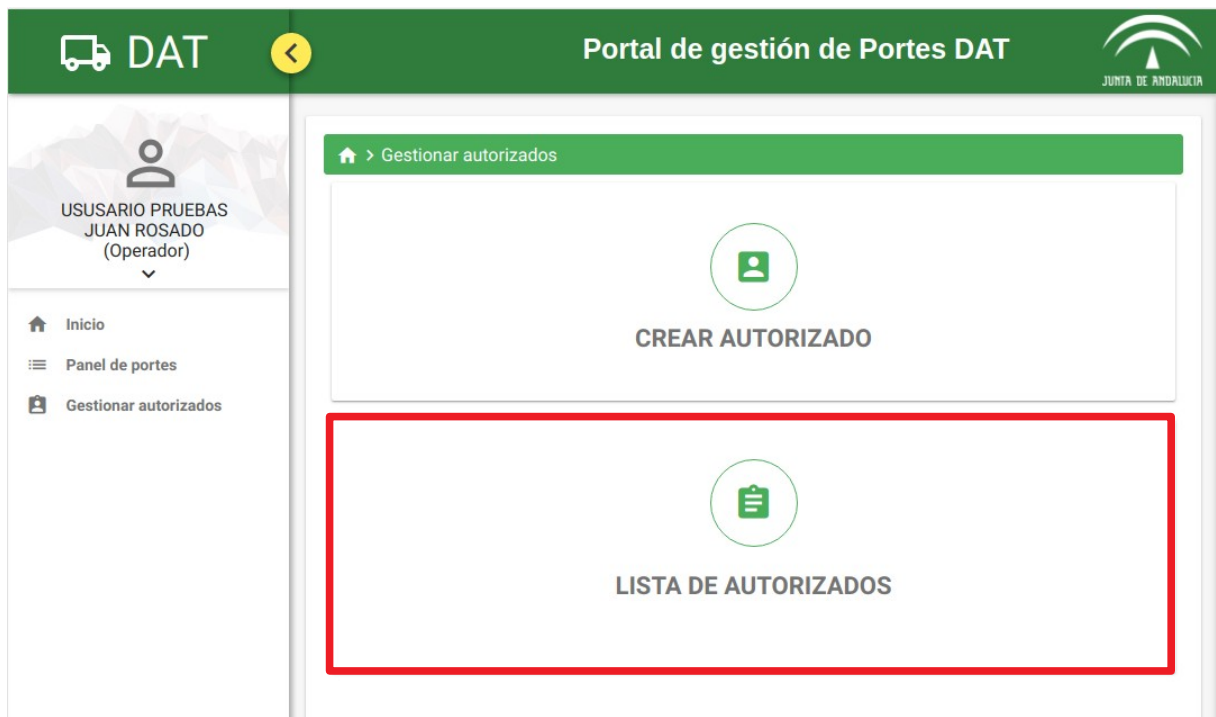 DAT
Portal de gestión de Portes DAT
JUNTA DE ANDALUCIA
USUSARIO PRUEBAS
JUAN ROSADO
(Operador)
Inicio
Panel de portes
Gestionar autorizados
> Gestionar autorizados
CREAR AUTORIZADO
LISTA DE AUTORIZADOS